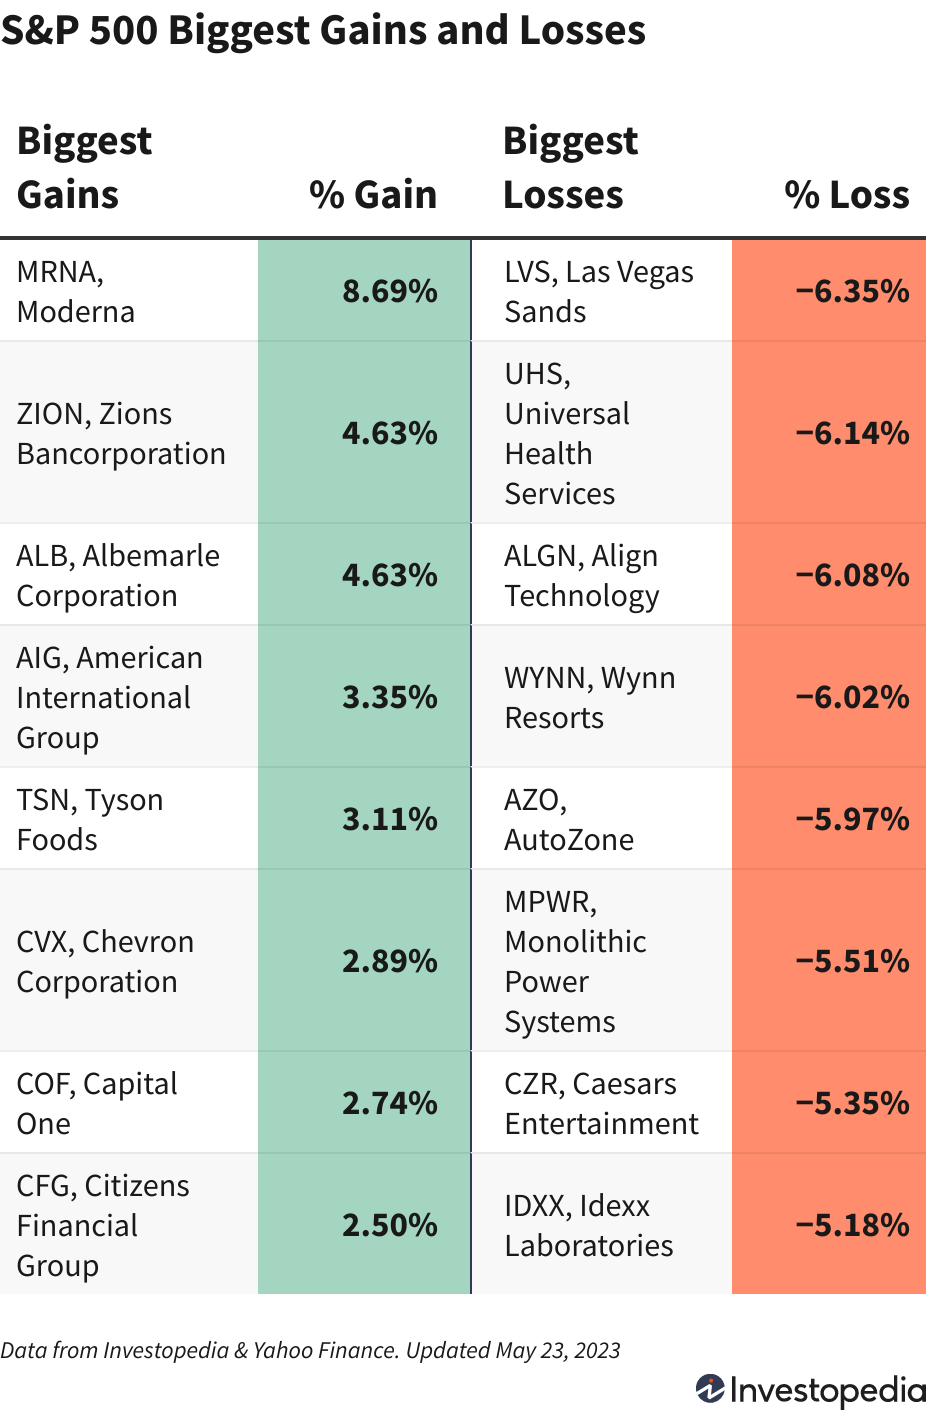 S&P 500 Biggest Gains and Losses
Biggest
Gains
% Gain
Biggest
Losses
% Loss
MRNA,
Moderna
8.69%
LVS, Las Vegas
Sands
−6.35%
ZION, Zions
Bancorporation
4.63%
UHS,
Universal
Health
Services
−6.14%
ALB, Albemarle
Corporation
4.63%
ALGN, Align
Technology
−6.08%
AIG, American
International
Group
3.35%
WYNN, Wynn
Resorts
−6.02%
TSN, Tyson
Foods
3.11%
AZO,
AutoZone
−5.97%
CVX, Chevron
Corporation
2.89%
MPWR,
Monolithic
Power
Systems
−5.51%
COF, Capital
One
2.74%
CZR, Caesars
Entertainment
−5.35%
CFG, Citizens
Financial
Group
2.50%
IDXX, Idexx
Laboratories
−5.18%
Data from Investopedia & Yahoo Finance. Updated May 23, 2023
Investopedia